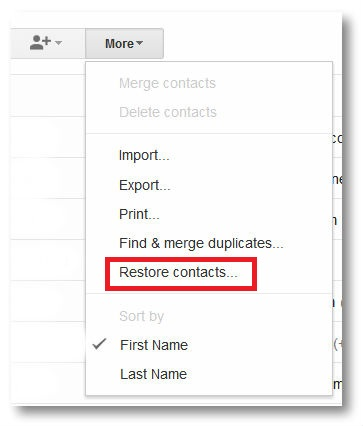 More
Merge contacts
Delete contacts
Import...
Export...
Print...
Find & merge duplicates...
Restore contacts...
Sort by
First Name
Last Name